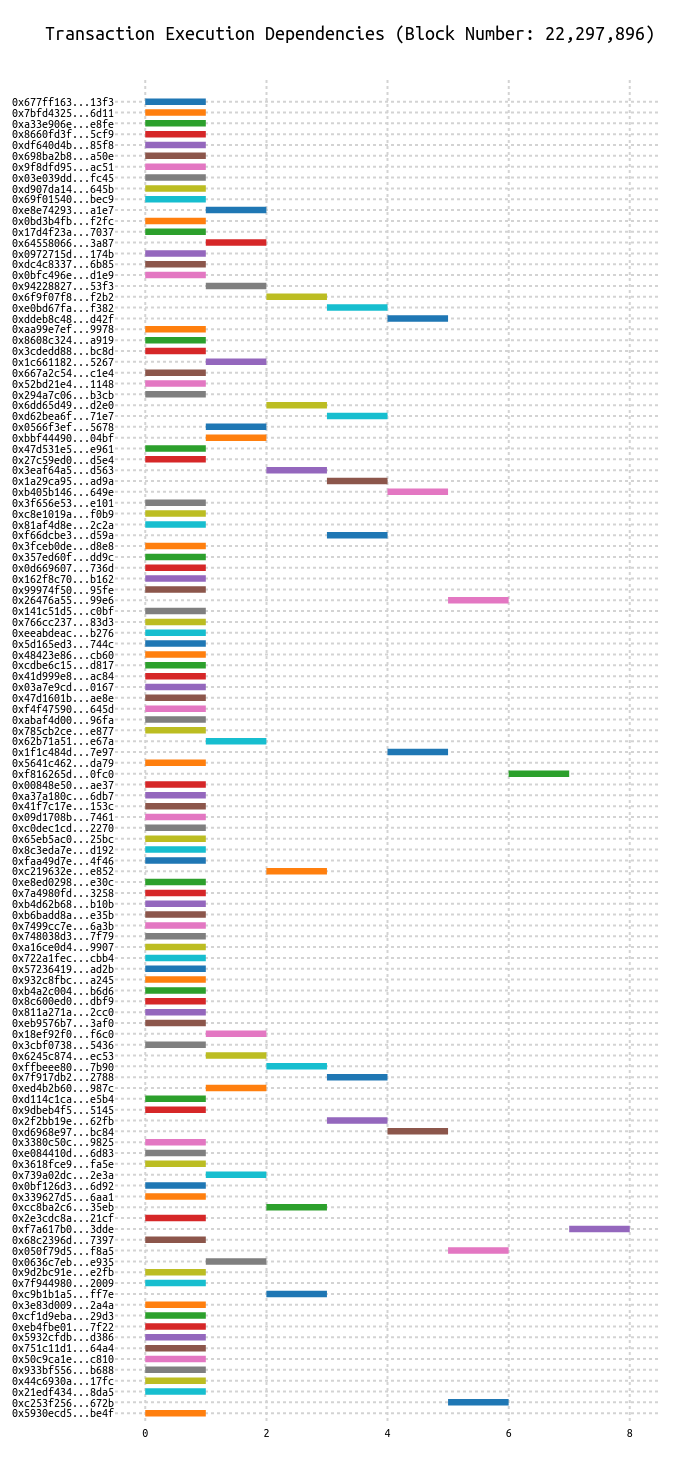 Transaction Execution Dependencies (Block Number: 22,297,896)
0x677ff163...13f3
0x7bfd4325...6d11
0xa33e906e...e8fe
0x8660fd3f...5cf9
0xdf640d4b...85f8
0x698ba2b8...a50e
0x9f8dfd95...ac51
0x03e039dd...fc45
0xd907da14...645b
0x69f01540...bec9
0xe8e74293...a1e7
0x0bd3b4fb...f2fc
0x17d4f23a...7037
0x64558066...3a87
0x0972715d...174b
0xdc4c8337...6b85
0x0bfc496e...d1e9
0x94228827...53f3
0x6f9f07f8...f2b2
0xe0bd67fa...f382
0xddeb8c48...d42f
0xaa99e7ef...9978
0x8608c324...a919
0x3cdedd88...bc8d
0x1c661182...5267
0x667a2c54...c1e4
0x52bd21e4...1148
0x294a7c06...b3cb
0x6dd65d49...d2e0
0xd62bea6f...71e7
0x0566f3ef...5678
0xbbf44490...04bf
0x47d531e5...e961
0x27c59ed0...d5e4
0x3eaf64a5...d563
0x1a29ca95...ad9a
0xb405b146...649e
0x3f656e53...e101
0xc8e1019a...f0b9
0x81af4d8e...2c2a
0xf66dcbe3...d59a
0x3fceb0de...d8e8
0x357ed60f...dd9c
0x0d669607...736d
0x162f8c70...b162
0x99974f50...95fe
0x26476a55...99e6
0x141c51d5...c0bf
0x766cc237...83d3
0xeeabdeac...b276
0x5d165ed3...744c
0x48423e86...cb60
0xcdbe6c15...d817
0x41d999e8...ac84
0x03a7e9cd...0167
0x47d1601b...ae8e
0xf4f47590...645d
0xabaf4d00...96fa
0x785cb2ce...e877
0x62b71a51...e67a
0x1f1c484d...7e97
0x5641c462...da79
0xf816265d...0fc0
0x00848e50...ae37
0xa37a180c...6db7
0x41f7c17e...153c
0x09d1708b...7461
0xc0dec1cd...2270
0x65eb5ac0...25bc
0x8c3eda7e...d192
0xfaa49d7e...4f46
0xc219632e...e852
0xe8ed0298...e30c
0x7a4980fd...3258
0xb4d62b68...b10b
0xb6badd8a...e35b
0x7499cc7e...6a3b
0x748038d3...7f79
0xa16ce0d4...9907
0x722a1fec...cbb4
0x57236419...ad2b
0x932c8fbc...a245
0xb4a2c004...b6d6
0x8c600ed0...dbf9
0x811a271a...2cc0
0xeb9576b7...3af0
0x18ef92f0...f6c0
0x3cbf0738...5436
0x6245c874...ec53
0xffbeee80...7b90
0x7f917db2...2788
0xed4b2b60...987c
0xd114c1ca...e5b4
0x9dbeb4f5...5145
0x2f2bb19e...62fb
0xd6968e97...bc84
0x3380c50c...9825
0xe084410d...6d83
0x3618fce9...fa5e
0x739a02dc...2e3a
0x0bf126d3...6d92
0x339627d5...6aa1
0xcc8ba2c6...35eb
0x2e3cdc8a...21cf
0xf7a617b0...3dde
0x68c2396d...7397
0x050f79d5...f8a5
0x0636c7eb...e935
0x9d2bc91e...e2fb
0x7f944980...2009
0xc9b1b1a5...ff7e
0x3e83d009...2a4a
0xcf1d9eba...29d3
0xeb4fbe01...7f22
0x5932cfdb...d386
0x751c11d1...64a4
0x50c9ca1e...c810
0x933bf556...b688
0x44c6930a...17fc
0x21edf434...8da5
0xc253f256...672b
0x5930ecd5...be4f
0 2 4 6 8